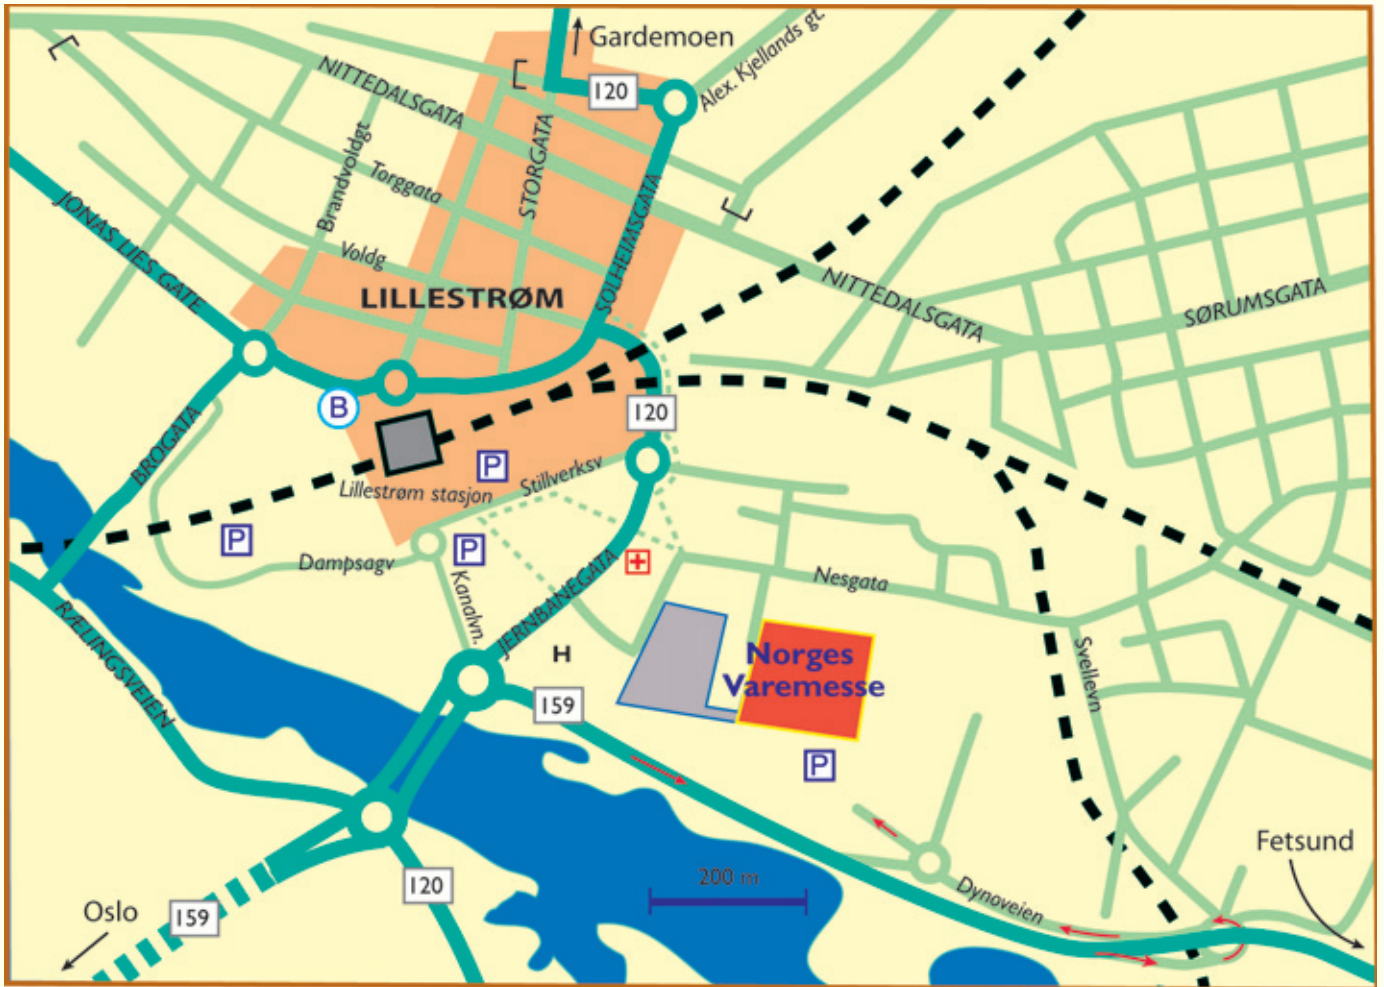 Gardemoen
Alex. Kjellands gt.
120
NITTEDALSGATA
STORGATA
Brandvoldgt
Torggata
SOLHEIMSGATA
JONAS LIES GATE
Voldg
LILLESTRØM
NITTEDALSGATA
SØRUMSGATA
B
120
BROGATA
P
Stillverksv
Lillestrøm stasjon
P
P
Dampsagv
Kanalvn.
JERNBANEGATA
Nesgata
RÆLINGSVEIEN
H
Norges
Varemesse
Svellevn
159
P
Fetsund
200 m
120
Dynoveien
Oslo
159